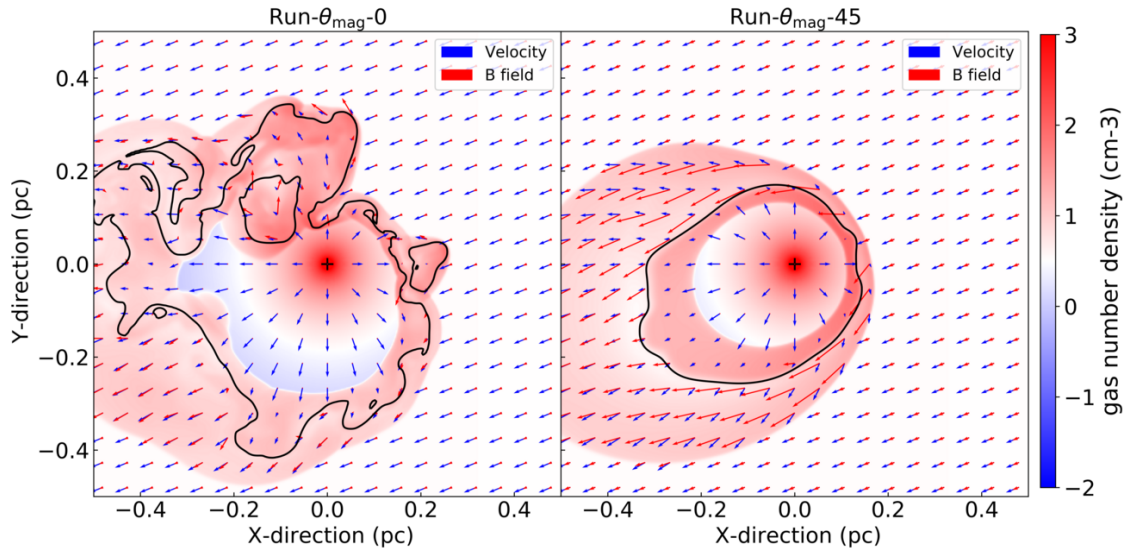 Run-θmag-0
Run-θmag-45
Velocity
B field
Velocity
B field
Y-direction (pc)
0.4
0.2
0.0
−0.2
−0.4
−0.4 −0.2 0.0 0.2 0.4
−0.4 −0.2 0.0 0.2 0.4
X-direction (pc)
X-direction (pc)
3
2
1
0
−1
−2
gas number density (cm-3)